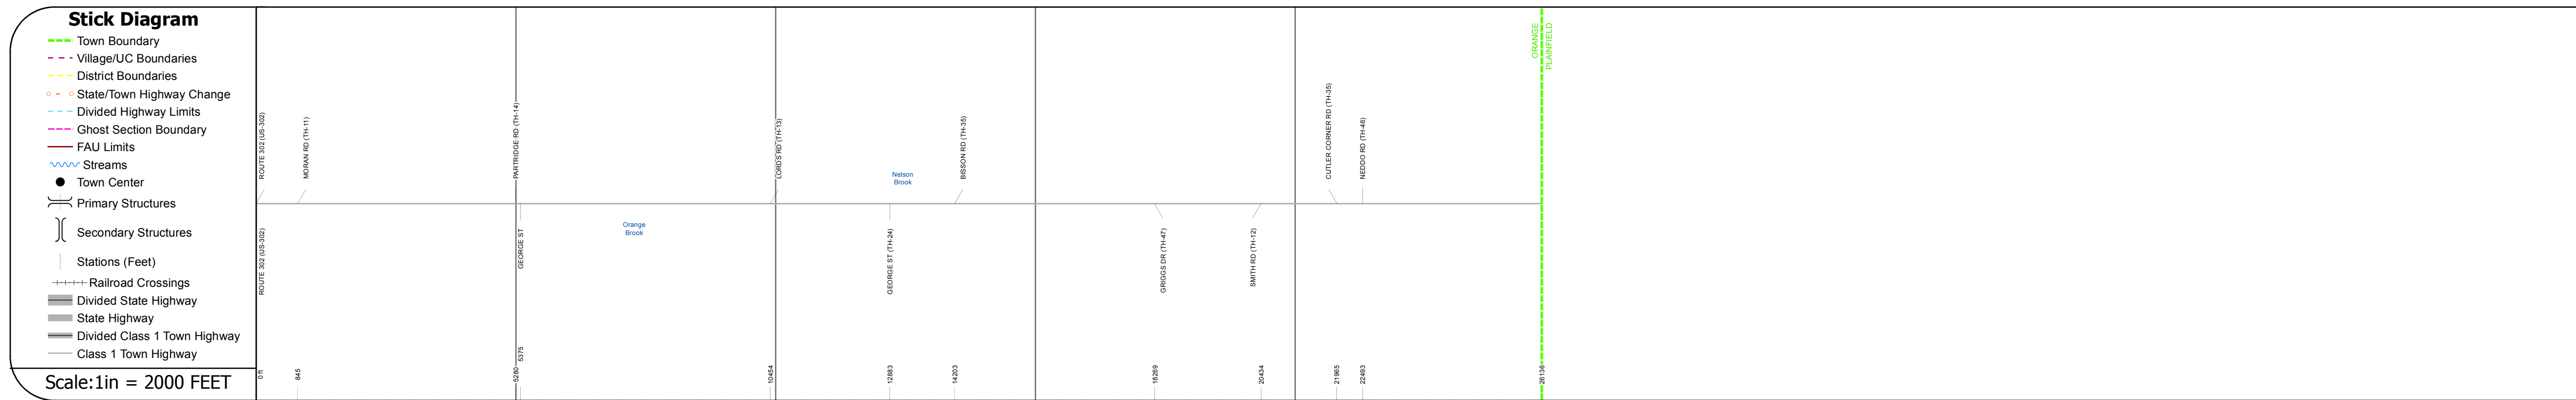 Stick Diagram
Town Boundary
Village/UC Boundaries
District Boundaries
State/Town Highway Change
Divided Highway Limits
Ghost Section Boundary
FAU Limits
Streams
Town Center
Primary Structures
Secondary Structures
Stations (Feet)
Railroad Crossings
Divided State Highway
State Highway
Divided Class 1 Town Highway
Class 1 Town Highway
Scale:1in = 2000 FEET
ROUTE 302 (US-302)
MORAN RD (TH-11)
PARTRIDGE RD (TH-14)
LORDS RD (TH-13)
BISSON RD (TH-35)
CUTLER CORNER RD (TH-35)
NEDDO RD (TH-46)
ORANGE
PLAINFIELD
Nelson
Brook
Orange
Brook
ROUTE 302 (US-302)
GEORGE ST
GEORGE ST (TH-24)
GRIGGS DR (TH-47)
SMITH RD (TH-12)
0 ft
845
5280
5375
10454
12883
14203
18269
20434
21965
22493
26136